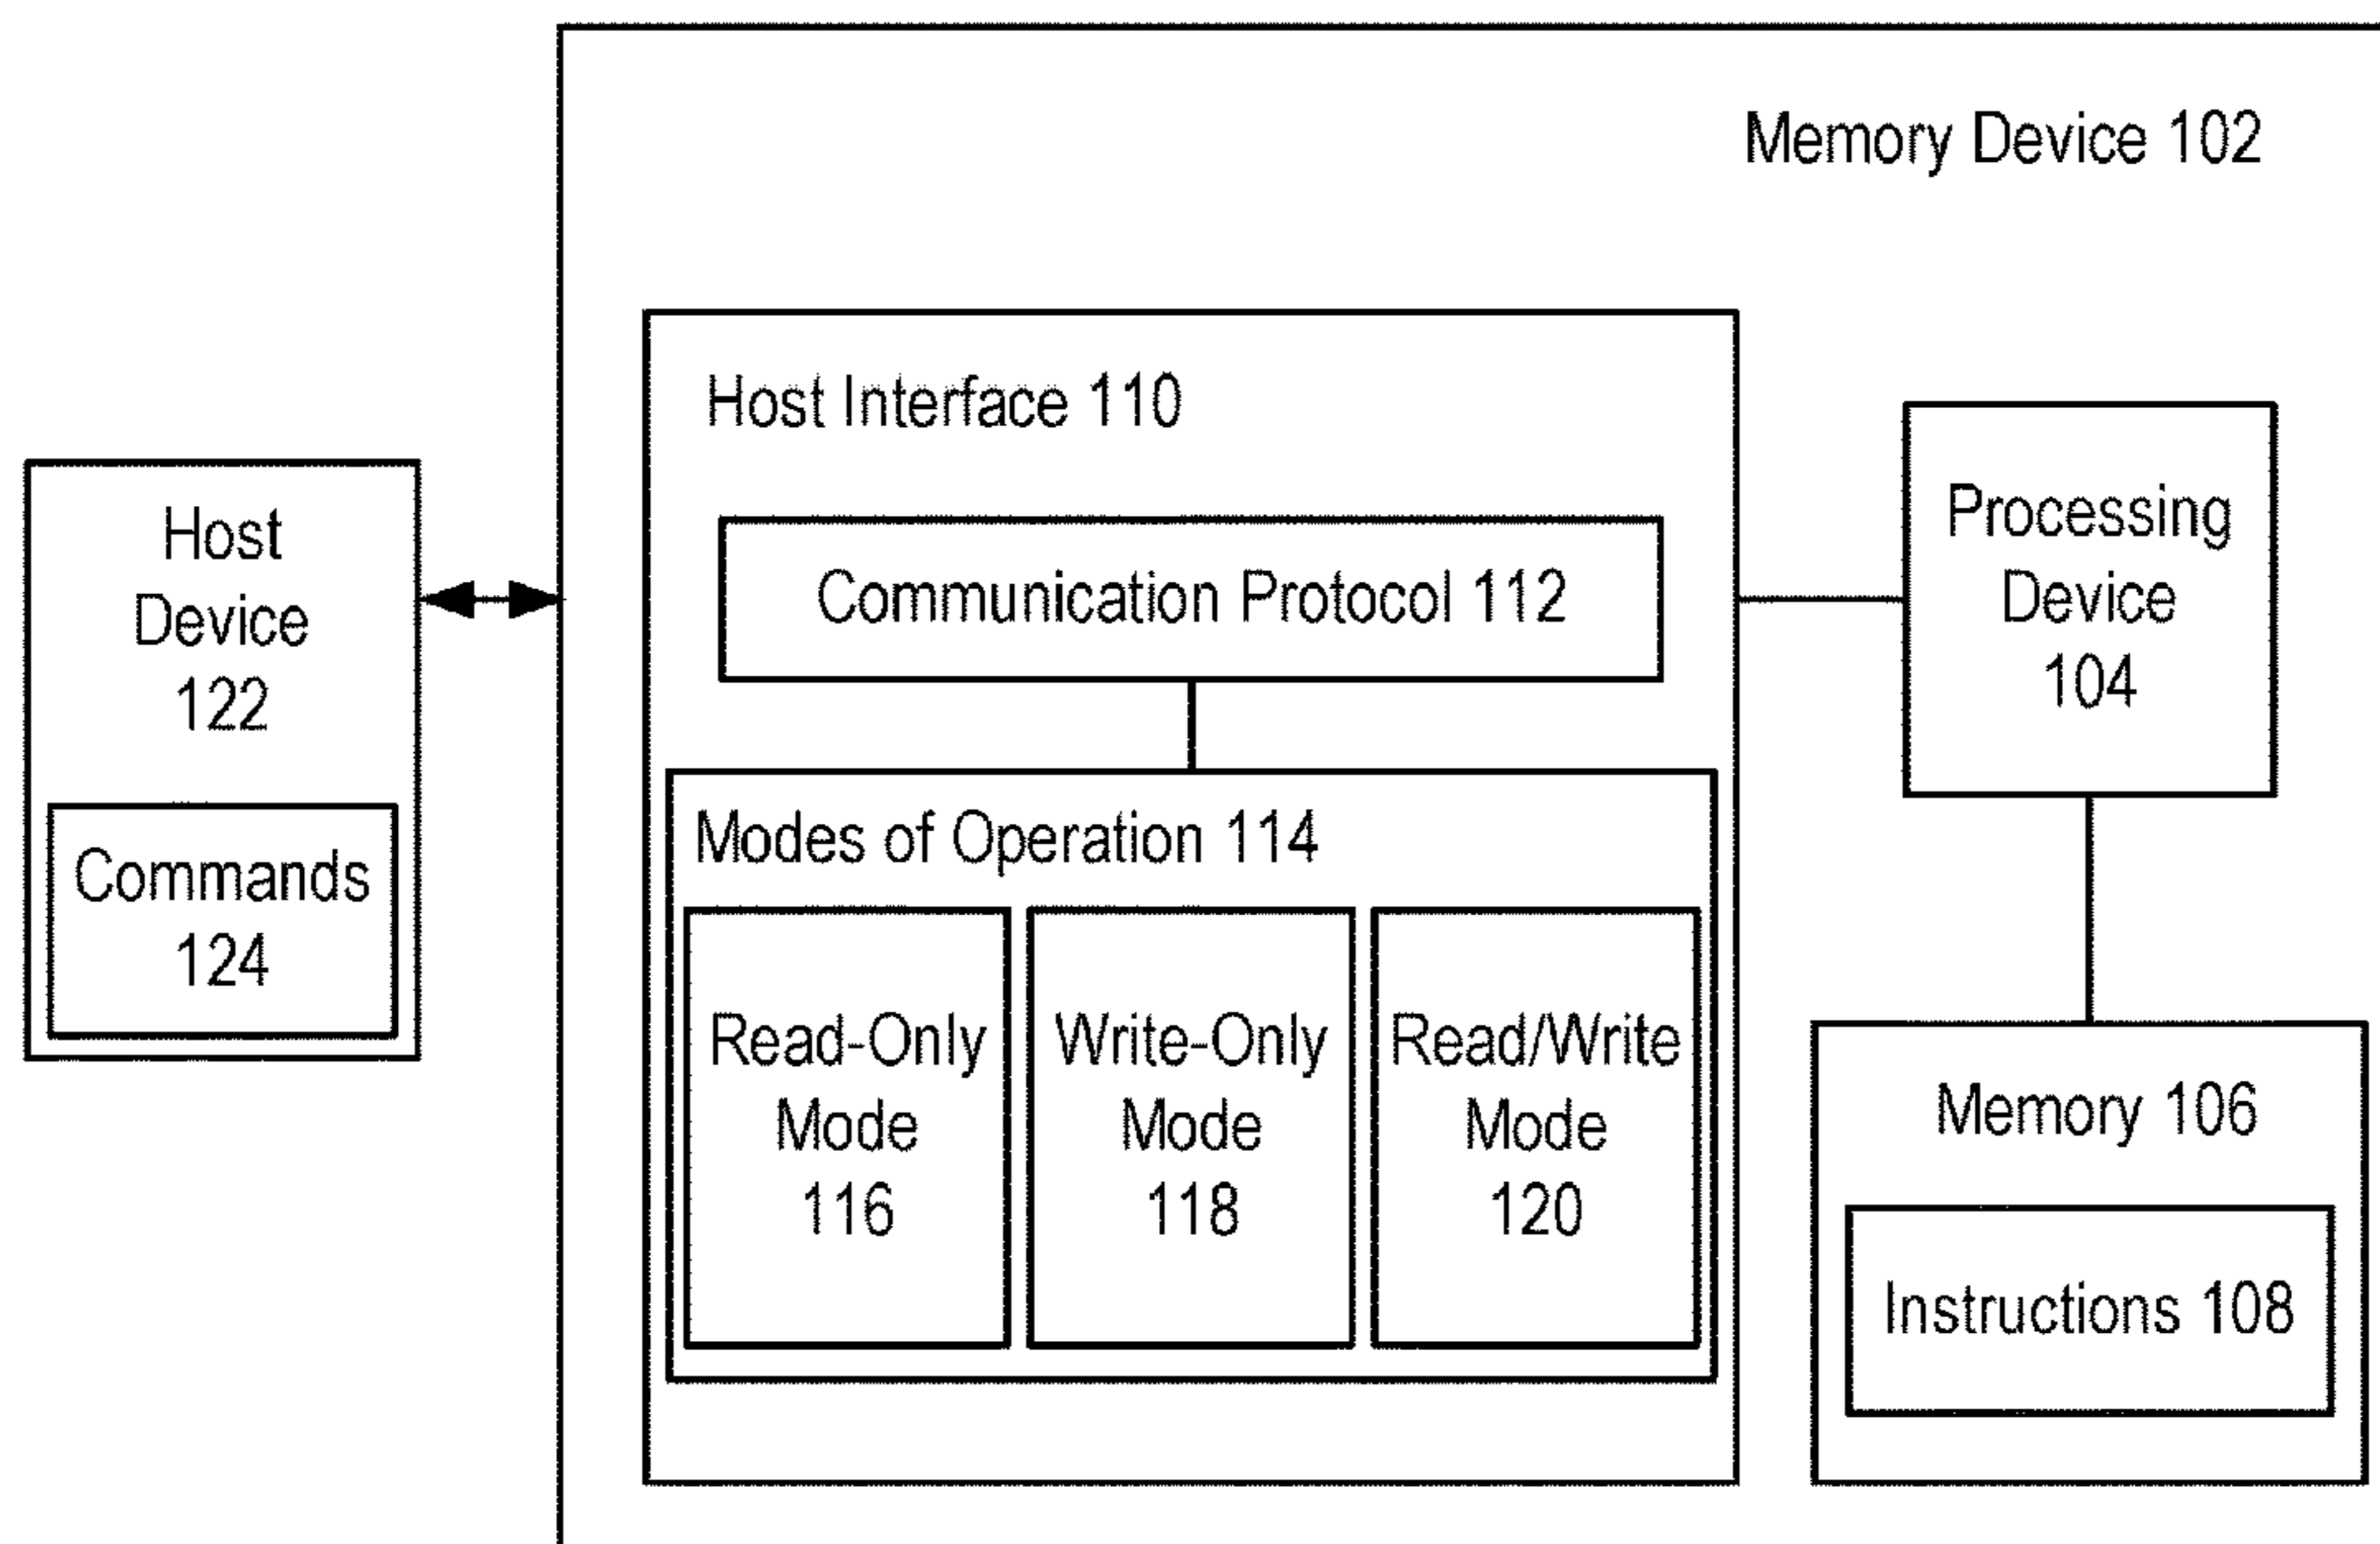 Memory Device 102
Host Interface 110
Communication Protocol 112
Host
Device
122
Commands
124
Modes of Operation 114
Read-Only
Mode
116
Write-Only
Mode
118
Read/Write
Mode
120
Processing
Device
104
Memory 106
Instructions 108